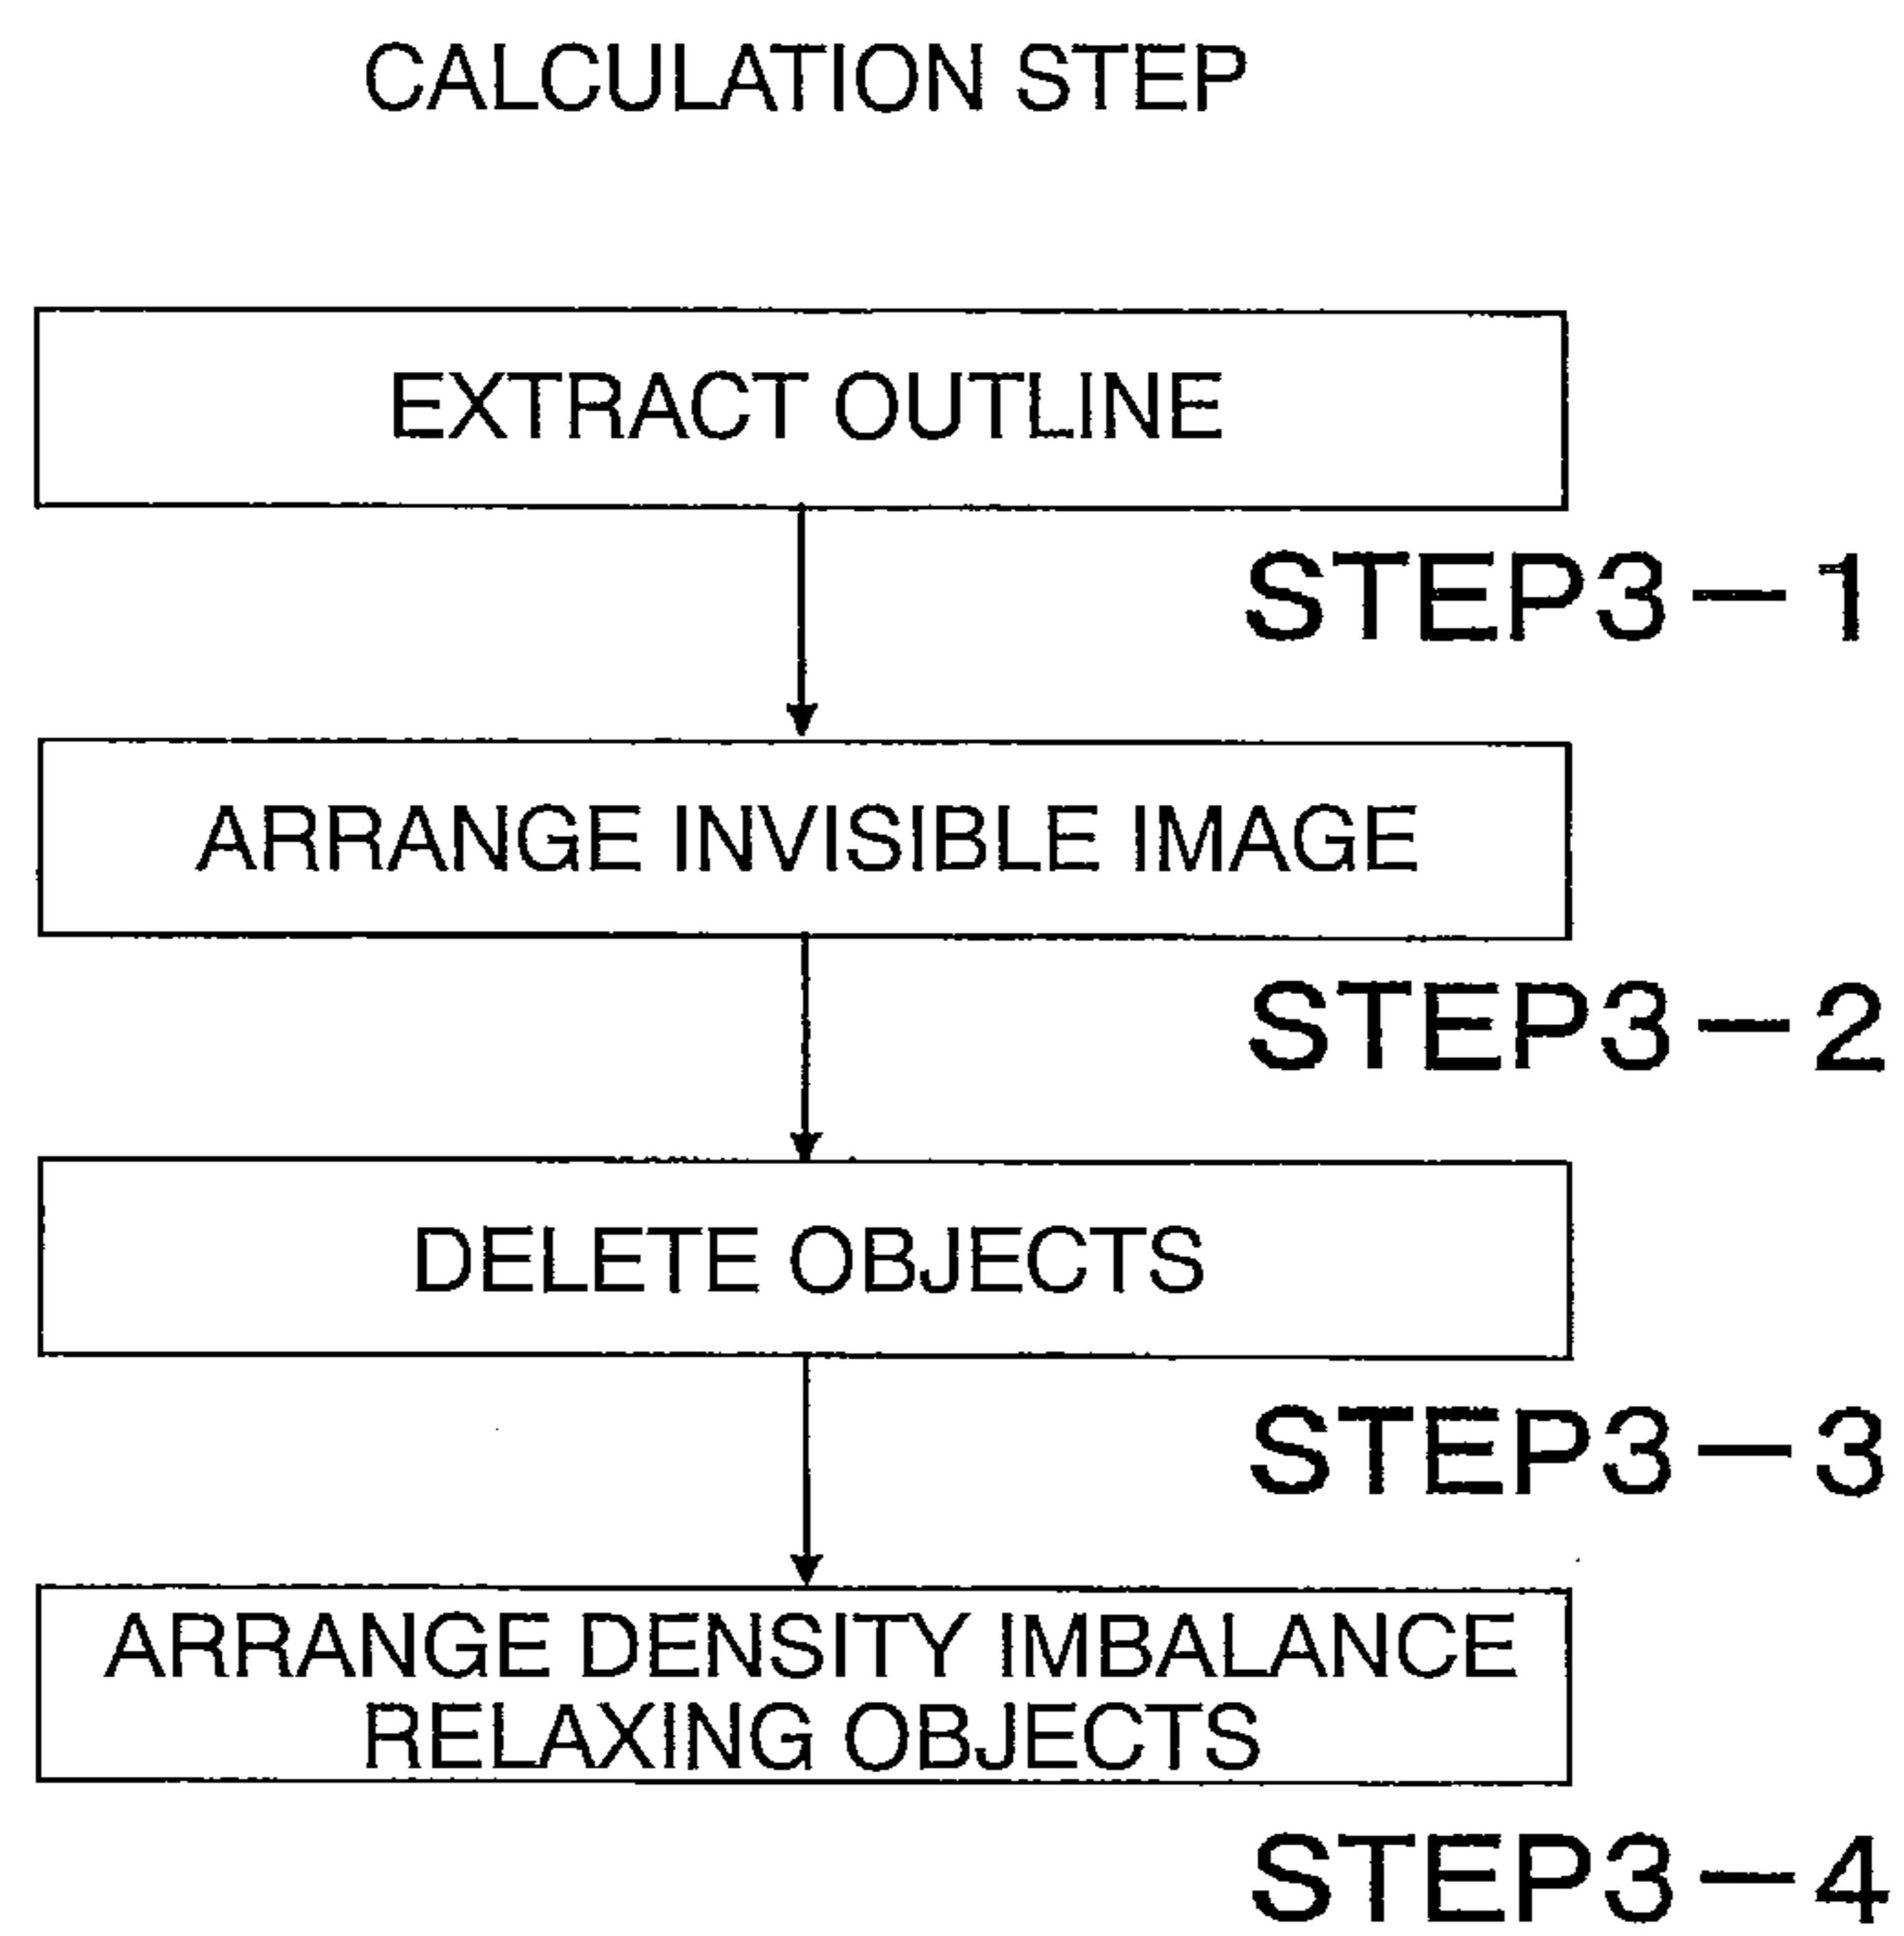 CALCULATION STEP
EXTRACT OUTLINE
STEP3-1
ARRANGE INVISIBLE IMAGE
STEP3-2
DELETE OBJECTS
STEP3-3
ARRANGE DENSITY IMBALANCE
RELAXING OBJECTS
STEP3-4